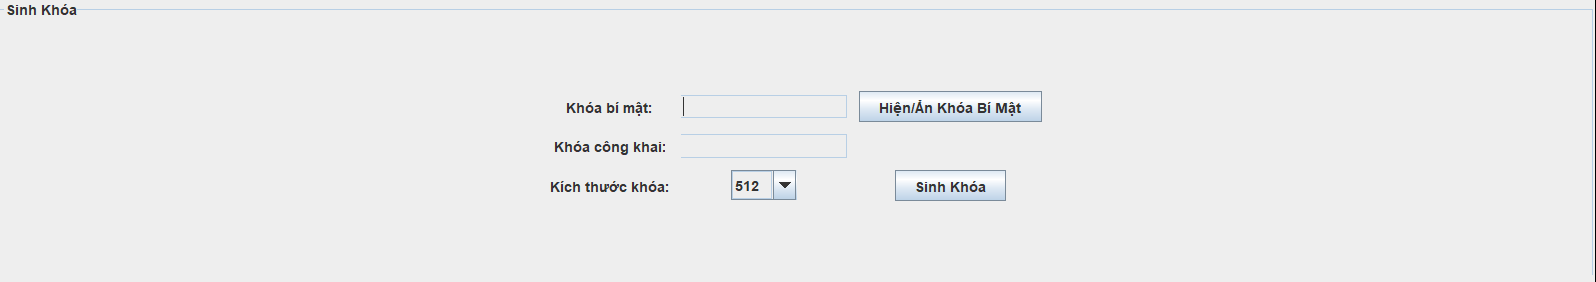 Sinh Khóa
Khóa bí mật: Hiện/Ẩn Khóa Bí Mật
Khóa công khai:
Kích thước khóa: 512 Sinh Khóa